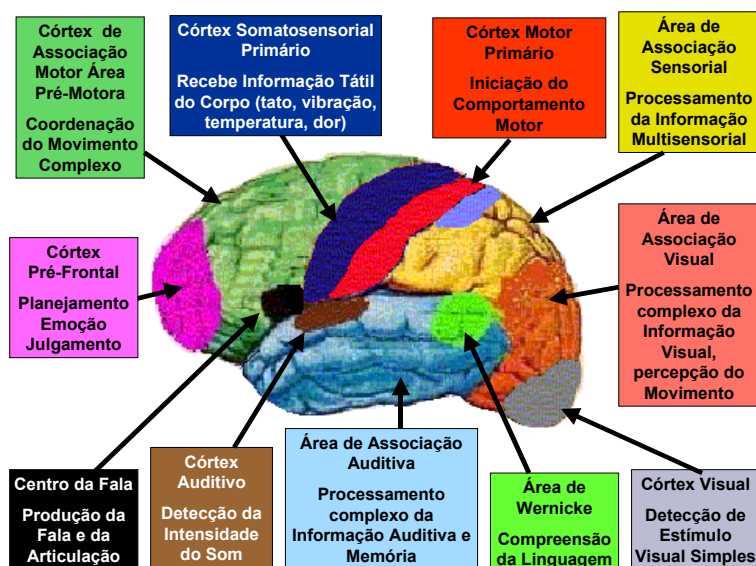 Córtex de
Associação
Motor Área
Pré-Motora
Coordenação
do Movimento
Complexo
Córtex Somatosensorial
Primário
Recebe Informação Tátil
do Corpo (tato, vibração,
temperatura, dor)
Córtex Motor
Primário
Iniciação do
Comportamento
Motor
Área de
Associação
Sensorial
Processamento
da Informação
Multisensorial
Córtex
Pré-Frontal
Planejamento
Emoção
Julgamento
Área de
Associação
Visual
Processamento
complexo da
Informação
Visual,
percepção do
Movimento
Centro da Fala
Produção da
Fala e da
Articulação
Córtex
Auditivo
Detecção da
Intensidade
do Som
Área de Associação
Auditiva
Processamento
complexo da
Informação Auditiva e
Memória
Área de
Wernicke
Compreensão
da Linguagem
Córtex Visual
Detecção de
Estímulo
Visual Simples